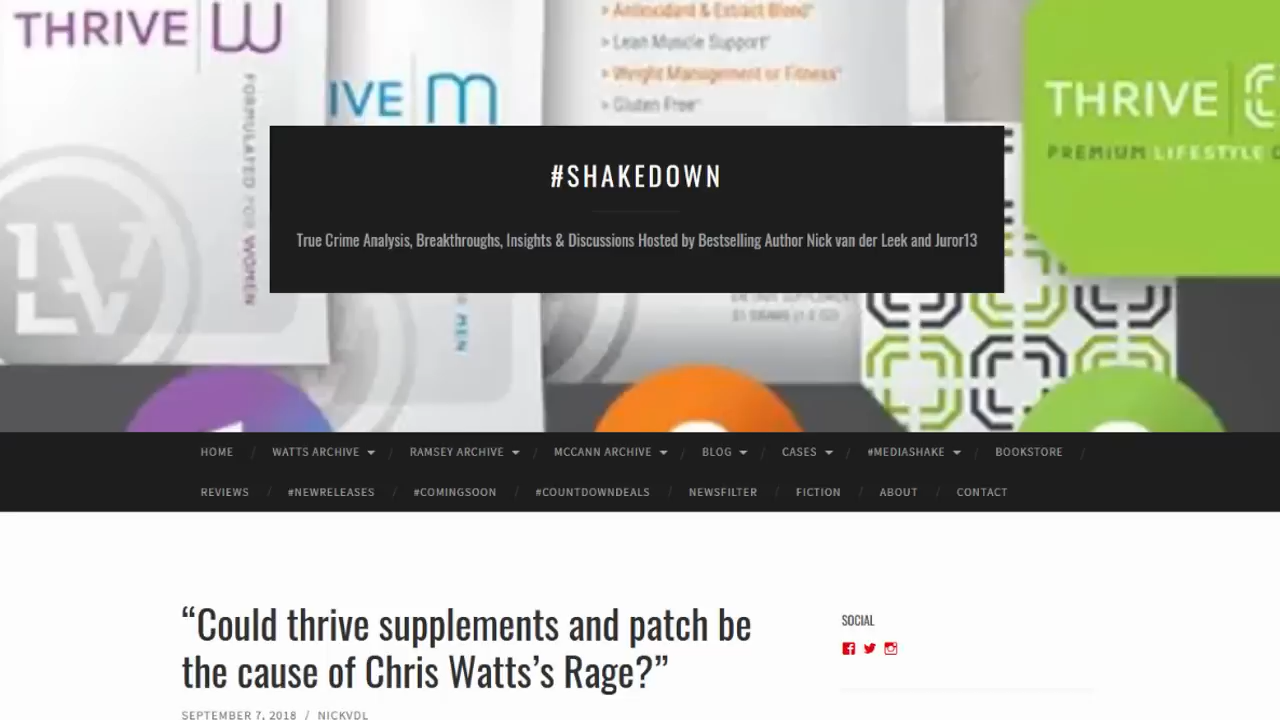 THRIVE W
FORMULATED FOR WOMEN
LV
IVE m
MEN
> Antioxidant & Extract Blend*
> Lean Muscle Support*
> Weight Management or Fitness*
> Gluten Free*
THRIVE
PREMIUM LIFESTYLE
#SHAKEDOWN
True Crime Analysis, Breakthroughs, Insights & Discussions Hosted by Bestselling Author Nick van der Leek and Juror13
HOME / WATTS ARCHIVE / RAMSEY ARCHIVE / MCCANN ARCHIVE / BLOG / CASES / #MEDIASHAKE / BOOKSTORE /
REVIEWS / #NEWRELEASES / #COMINGSOON / #COUNTDOWNDEALS / NEWSFILTER / FICTION / ABOUT / CONTACT
“Could thrive supplements and patch be
the cause of Chris Watts’s Rage?”
SEPTEMBER 7, 2018 / NICKVDL
SOCIAL